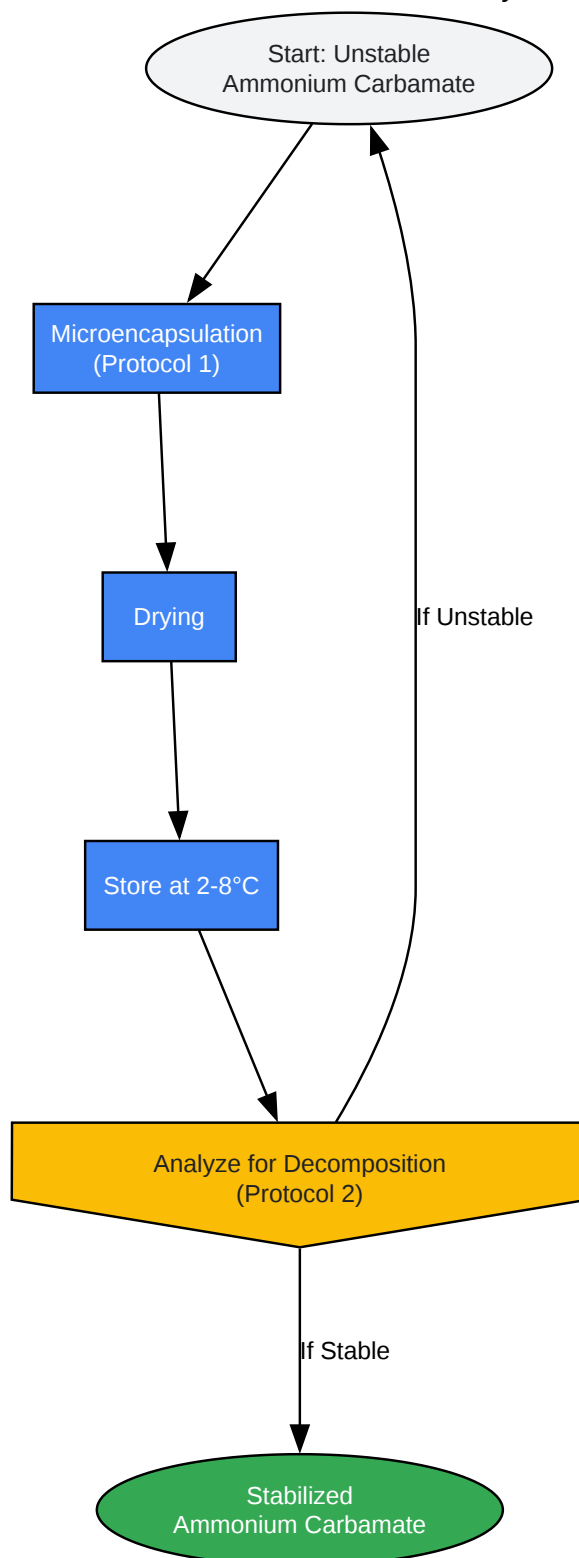 Start: Unstable
Ammonium Carbamate
Microencapsulation
(Protocol 1)
Drying
If Unstable
Store at 2-8°C
Analyze for Decomposition
(Protocol 2)
If Stable
Stabilized
Ammonium Carbamate